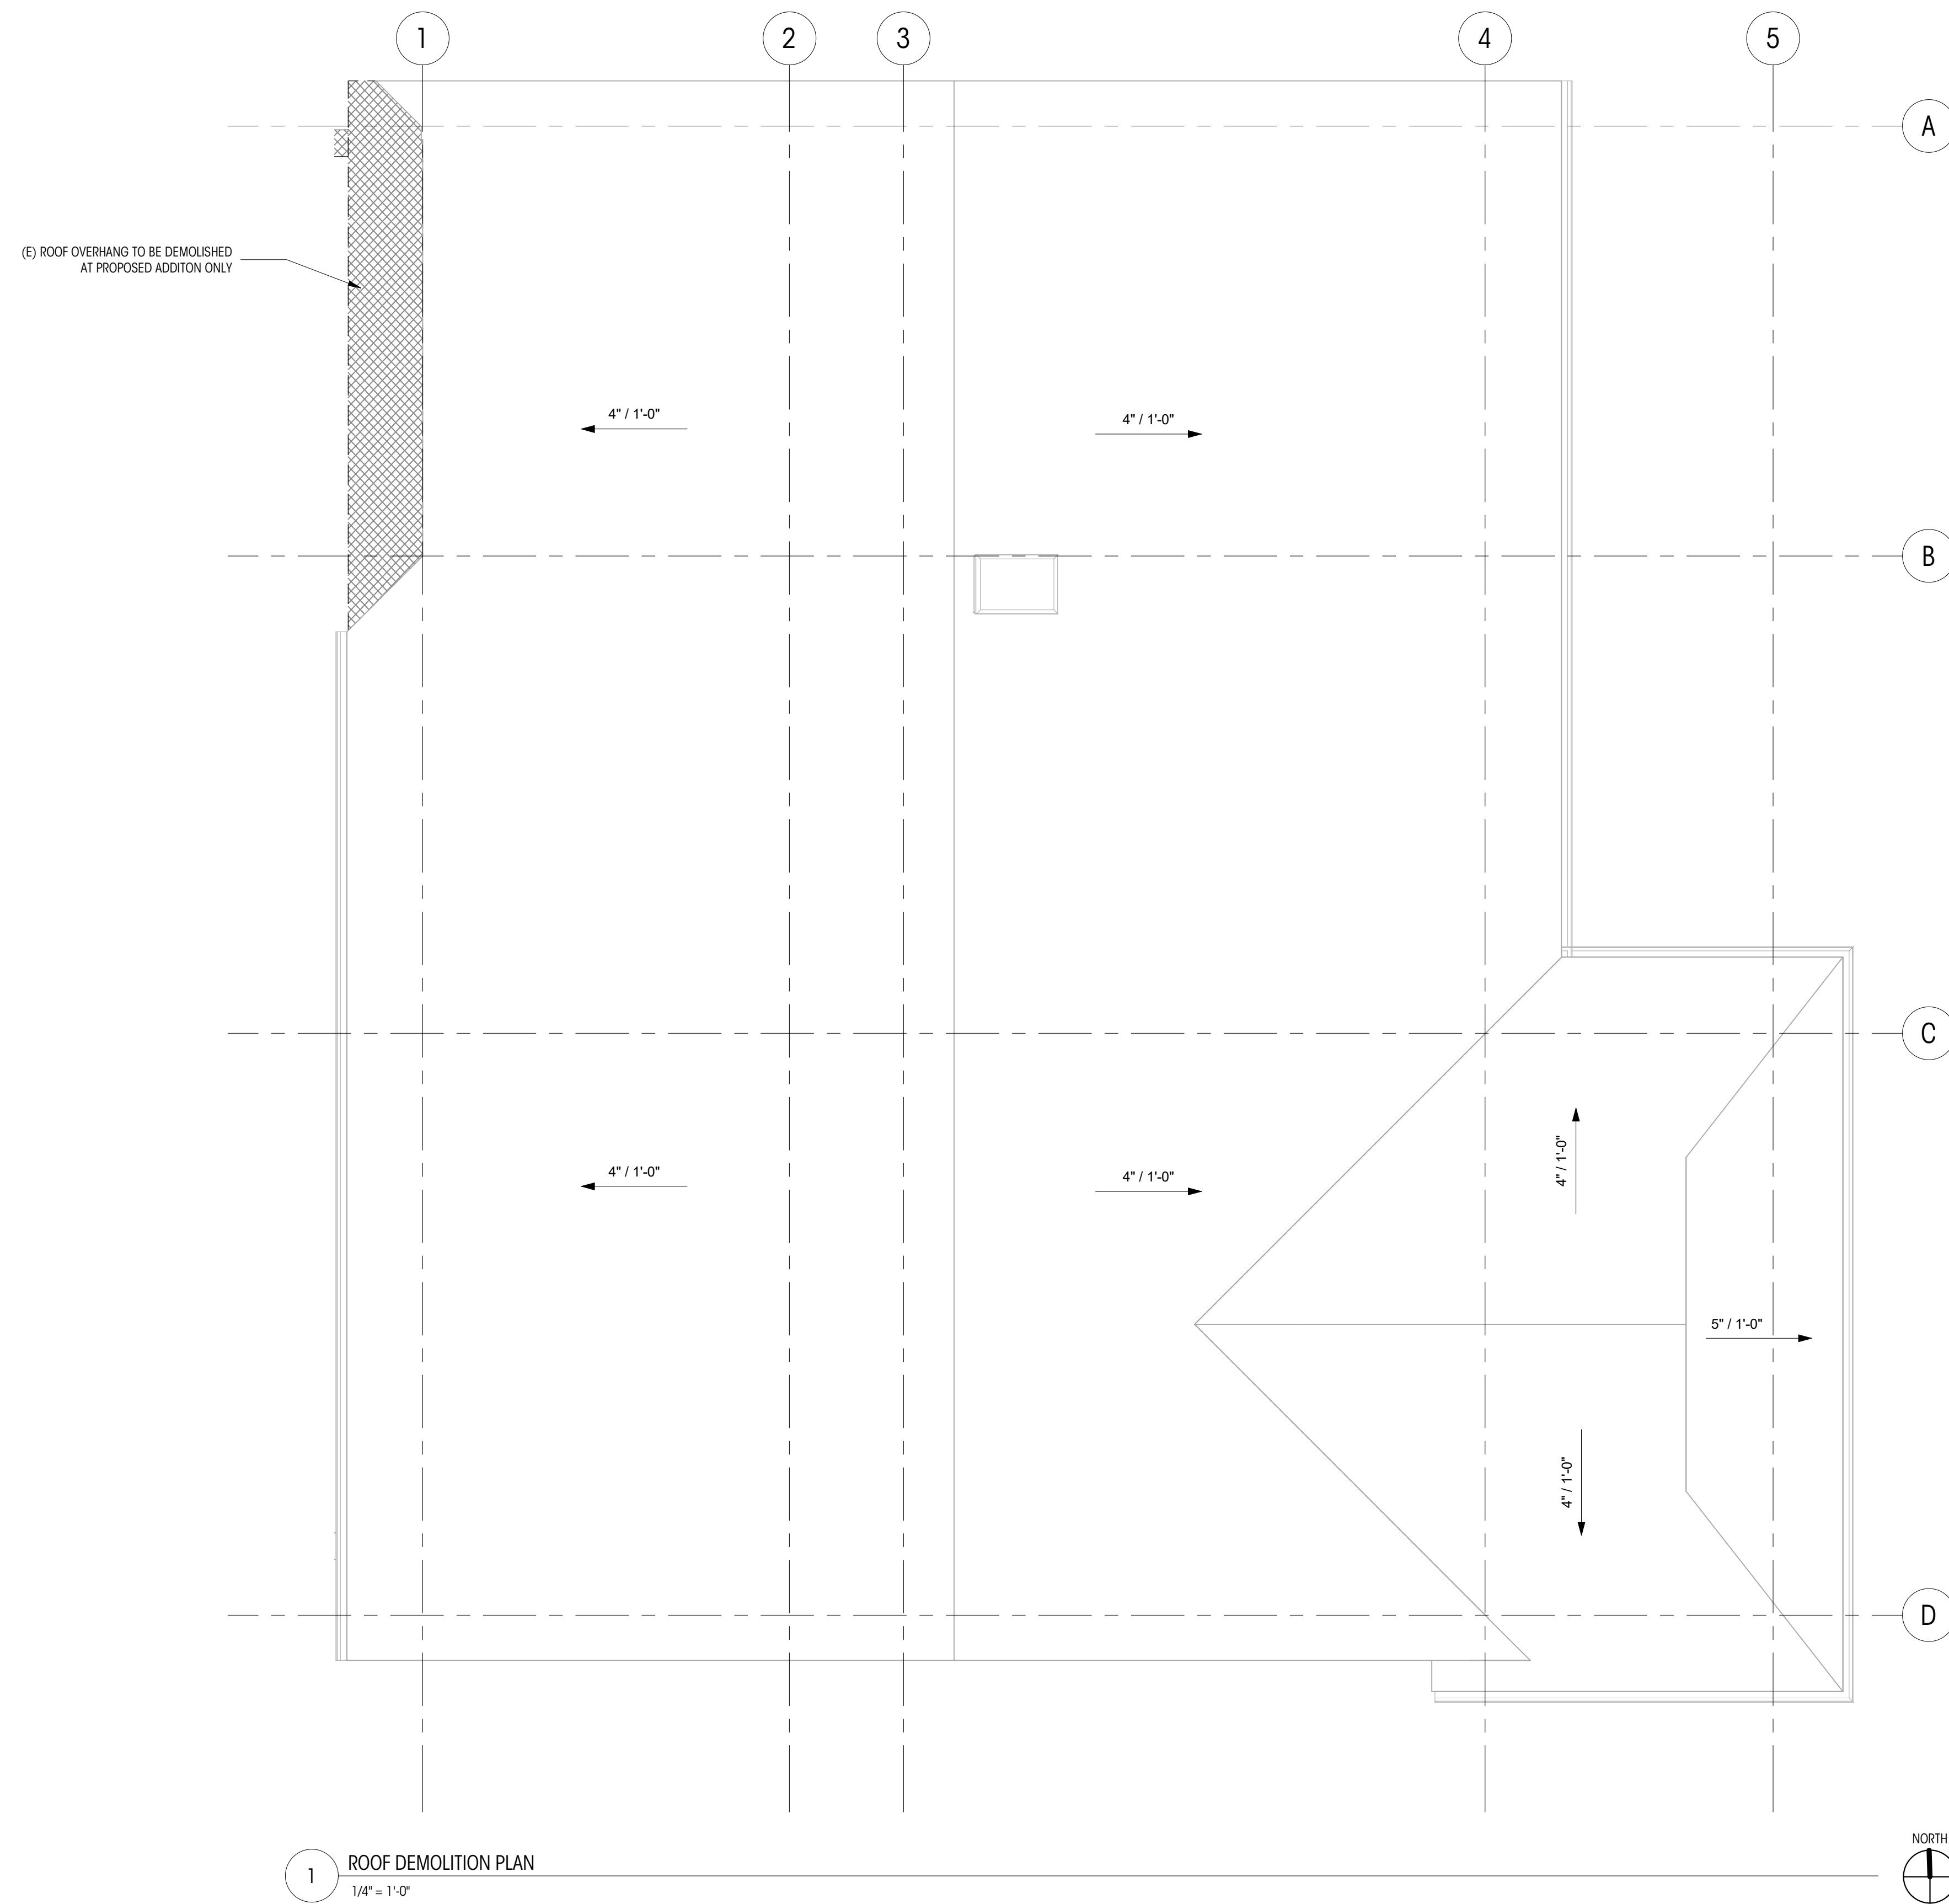 1
2
3
4
5
A
(E) ROOF OVERHANG TO BE DEMOLISHED
AT PROPOSED ADDITON ONLY
4" / 1'-0"
4" / 1'-0"
B
C
4" / 1'-0"
4" / 1'-0"
4" / 1'-0"
5" / 1'-0"
4" / 1'-0"
D
NORTH
1
ROOF DEMOLITION PLAN
1/4" = 1'-0"